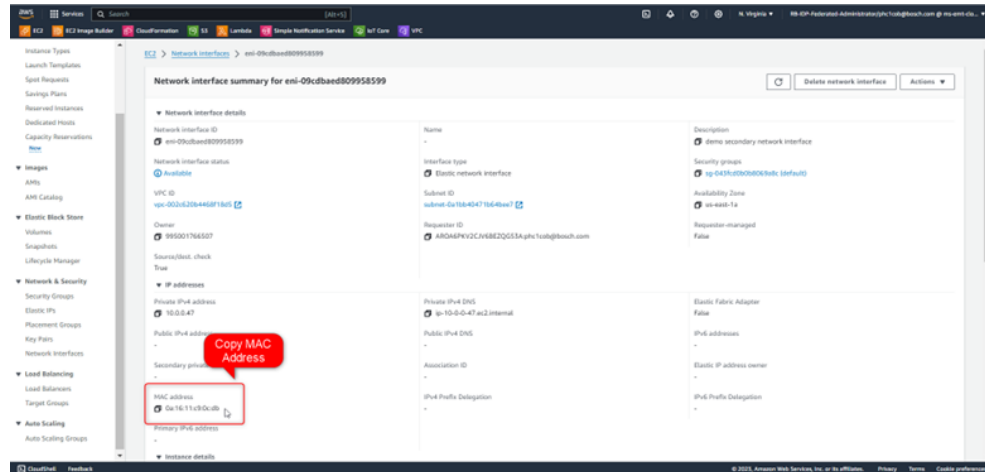 aws Services Search [Alt+S] N. Virginia
EC2 EC2 Image Builder CloudFormation S3 Lambda Simple Notification Service IoT Core VPC
Instance Types
Launch Templates
Spot Requests
Savings Plans
Reserved Instances
Dedicated Hosts
Capacity Reservations
New
Images
AMIs
AMI Catalog
Elastic Block Store
Volumes
Snapshots
Lifecycle Manager
Network & Security
Security Groups
Elastic IPs
Placement Groups
Key Pairs
Network Interfaces
Load Balancing
Load Balancers
Target Groups
Auto Scaling
Auto Scaling Groups
EC2 > Network interfaces > eni-09cdbaed809958599
Network interface summary for eni-09cdbaed809958599
Delete network interface Actions
Network interface details
Network interface ID Name Description
eni-09cdbaed809958599 - demo secondary network interface
Network interface status Interface type Security groups
Available Elastic network interface (default)
VPC ID Subnet ID Availability Zone
us-east-1a
Owner Requester ID Requester-managed
995001766507 False
Source/dest. check
True
IP addresses
Private IPv4 address Private IPv4 DNS Elastic Fabric Adapter
10.0.0.47 ip-10-0-0-47.ec2.internal False
Public IPv4 address Public IPv4 DNS IPv6 addresses
- - -
Copy MAC
Address
Secondary private Association ID Elastic IP address owner
- -
MAC address IPv4 Prefix Delegation IPv6 Prefix Delegation
0a:16:11:c9:0c:db - -
Primary IPv6 address
-
Instance details
CloudShell Feedback © 2023, Amazon Web Services, Inc. or its affiliates. Privacy Terms Cookie preferences